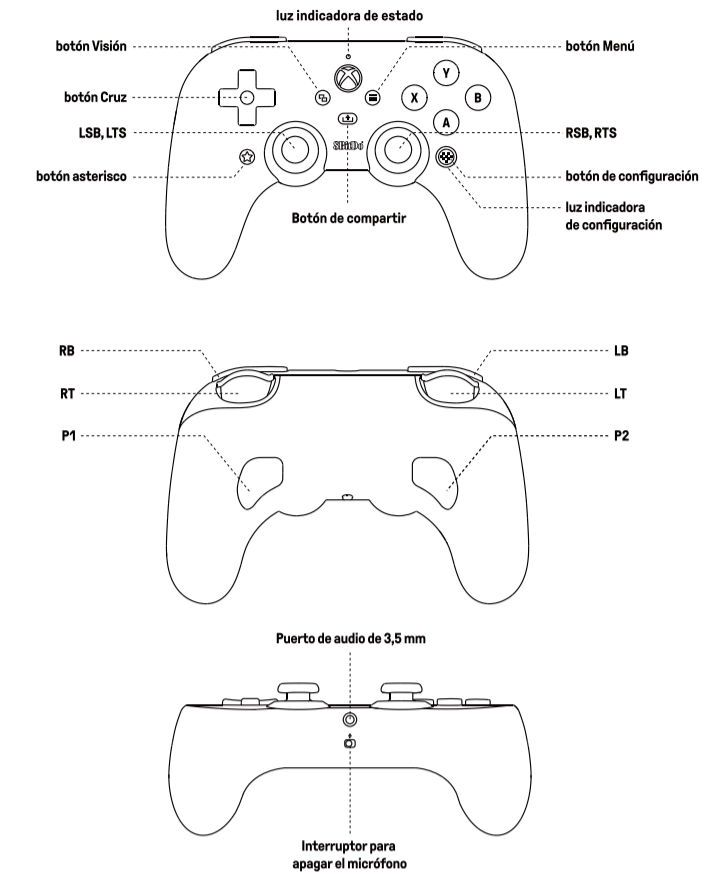 luz indicadora de estado
botón Visión
botón Menú
botón Cruz
LSB, LTS
RSB, RTS
botón asterisco
botón de configuración
luz indicadora
de configuración
Botón de compartir
Y
X
B
A
8BitDo
RB
LB
RT
LT
P1
P2
Puerto de audio de 3,5 mm
Interruptor para
apagar el micrófono